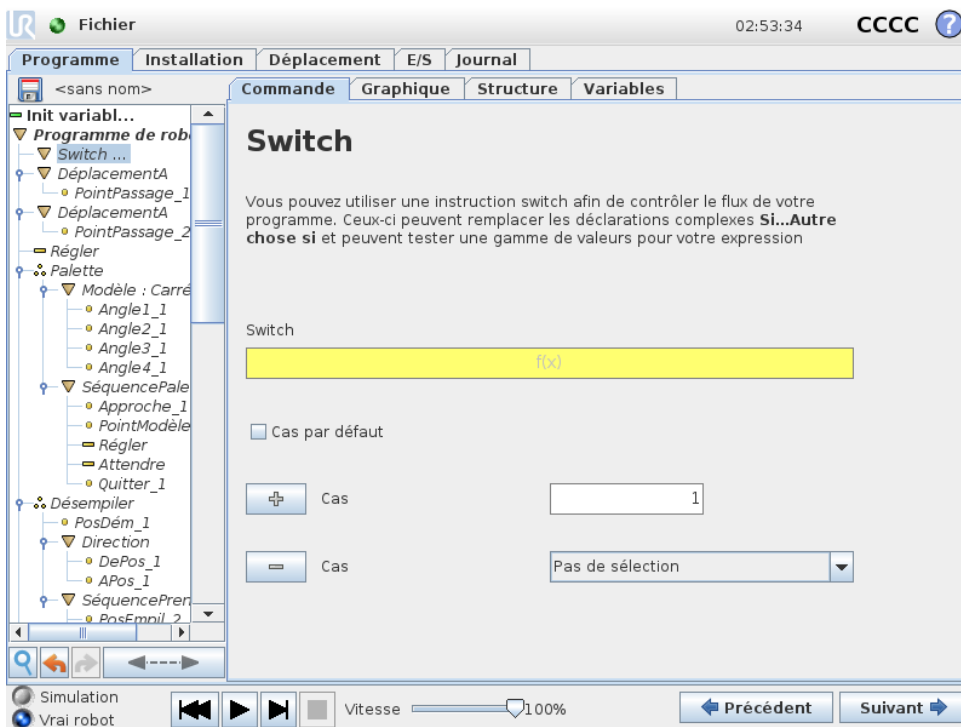 Fichier
02:53:34
CCCC
?
Programme
Installation
Déplacement
E/S
Journal
<sans nom>
Commande
Graphique
Structure
Variables
Init variabl...
Programme de rob
Switch ...
DéplacementA
PointPassage_1
DéplacementA
PointPassage_2
Régler
Palette
Modèle : Carré
Angle1_1
Angle2_1
Angle3_1
Angle4_1
SéquencePale
Approche_1
PointModèle
Régler
Attendre
Quitter_1
Désempiler
PosDém_1
Direction
DePos_1
APos_1
SéquencePren
PosEmpil_2
Switch
Vous pouvez utiliser une instruction switch afin de contrôler le flux de votre
programme. Ceux-ci peuvent remplacer les déclarations complexes Si...Autre
chose si et peuvent tester une gamme de valeurs pour votre expression
Switch
f(x)
Cas par défaut
Cas
1
Cas
Pas de sélection
Simulation
Vrai robot
Vitesse
100%
Précédent
Suivant